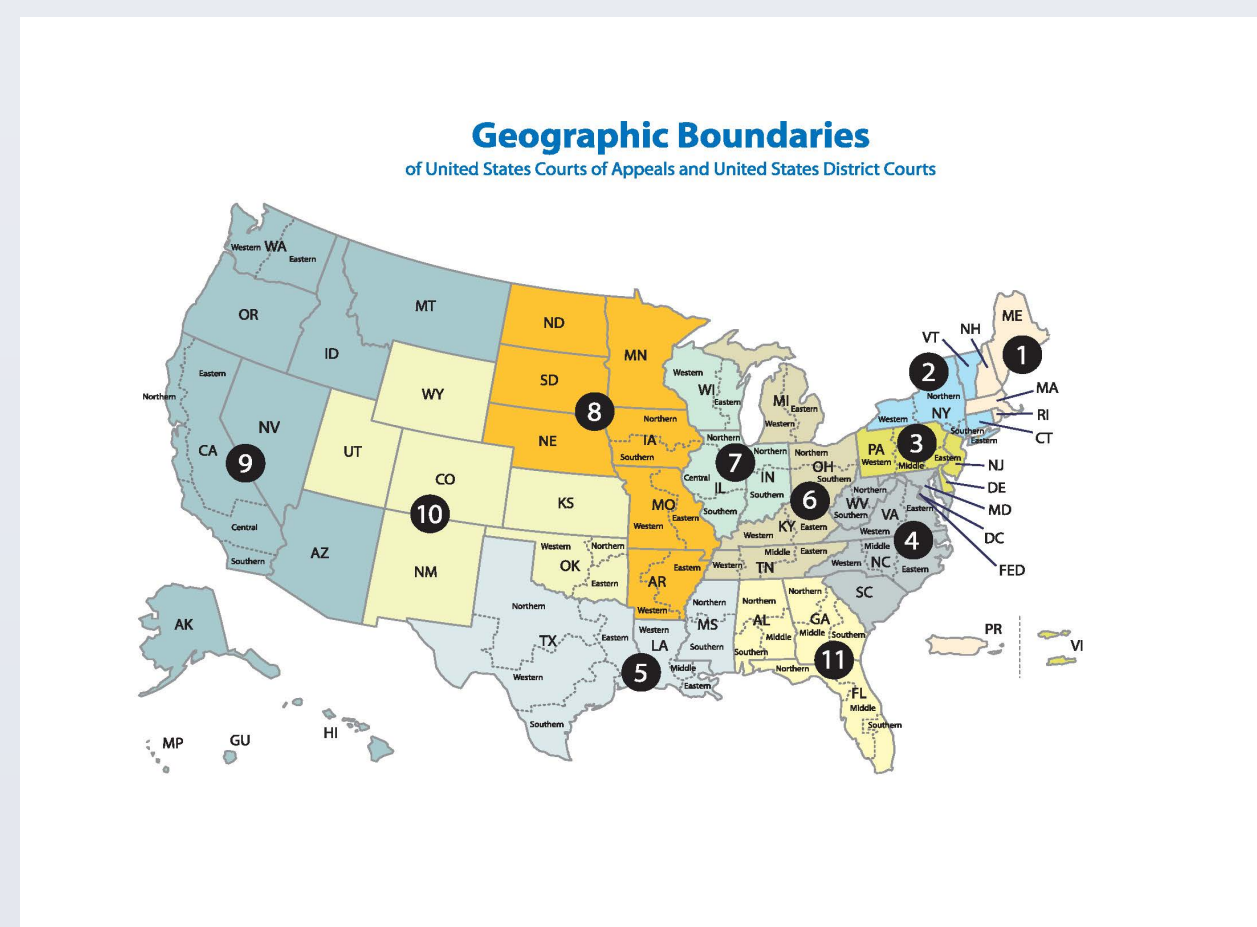 Geographic Boundaries
of United States Courts of Appeals and United States District Courts
Western WA
Eastern
MT
OR
ID
ND
MN
ME
NH
VT
1
2
Eastern
Northern
WY
SD
8
Western
WI
Eastern
MI
Eastern
Western
Northern
MA
RI
CT
NV
CA
9
UT
NE
Northern
IA
Southern
Northern
7
Western
NY
Southern
Eastern
3
PA
Western
Middle
Eastern
NJ
DE
MD
DC
FED
CO
10
KS
MO
Western
Eastern
Central
IL
Southern
Northern
IN
Southern
Northern
OH
Southern
6
Northern
WV
Southern
VA
Eastern
Western
4
Central
Southern
AZ
NM
Western
Northern
OK
Eastern
AR
Eastern
Western
Western
KY
Eastern
Western
Middle
Eastern
TN
Western
Middle
NC
Eastern
SC
AK
Northern
TX
Eastern
Western
Southern
Western
LA
Middle
Eastern
5
Northern
MS
Southern
Northern
AL
Middle
Southern
Northern
GA
Middle
Southern
11
Northern
FL
Middle
Southern
PR
VI
MP
GU
HI